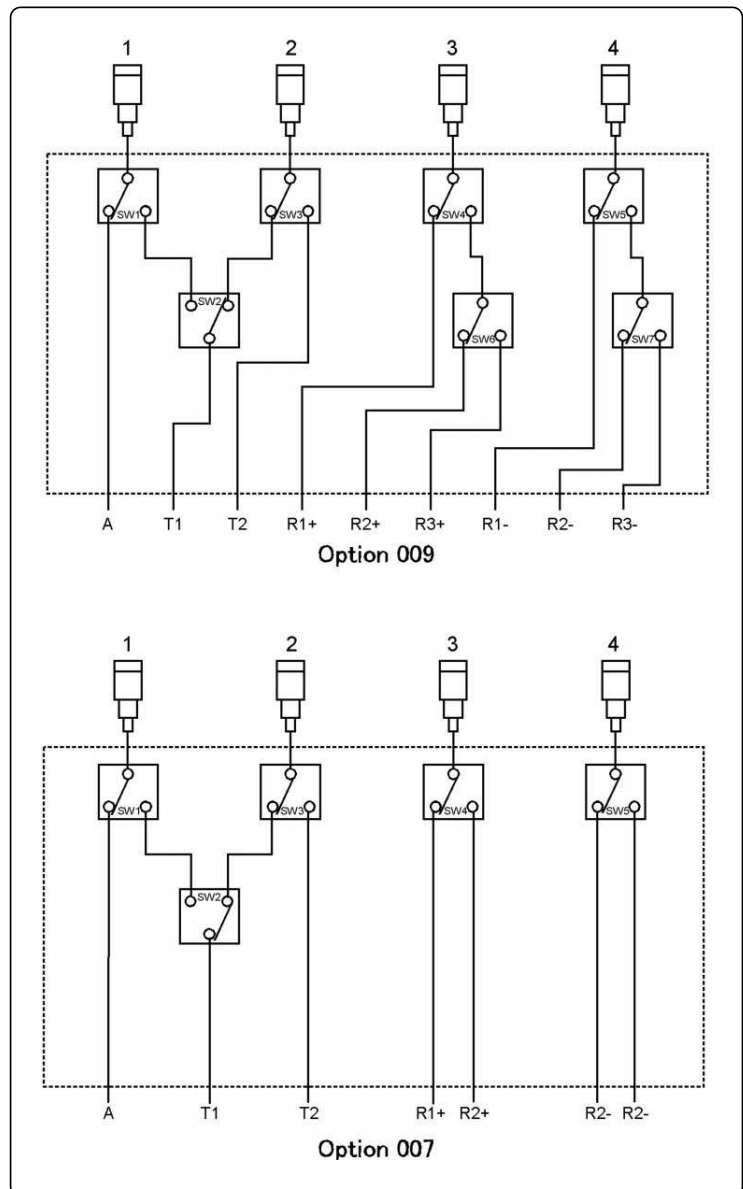 1 2 3 4
SW1 SW3 SW4 SW5
SW2 SW6 SW7
A T1 T2 R1+ R2+ R3+ R1- R2- R3-
Option 009
1 2 3 4
SW1 SW3 SW4 SW5
SW2
A T1 T2 R1+ R2+ R2- R2-
Option 007